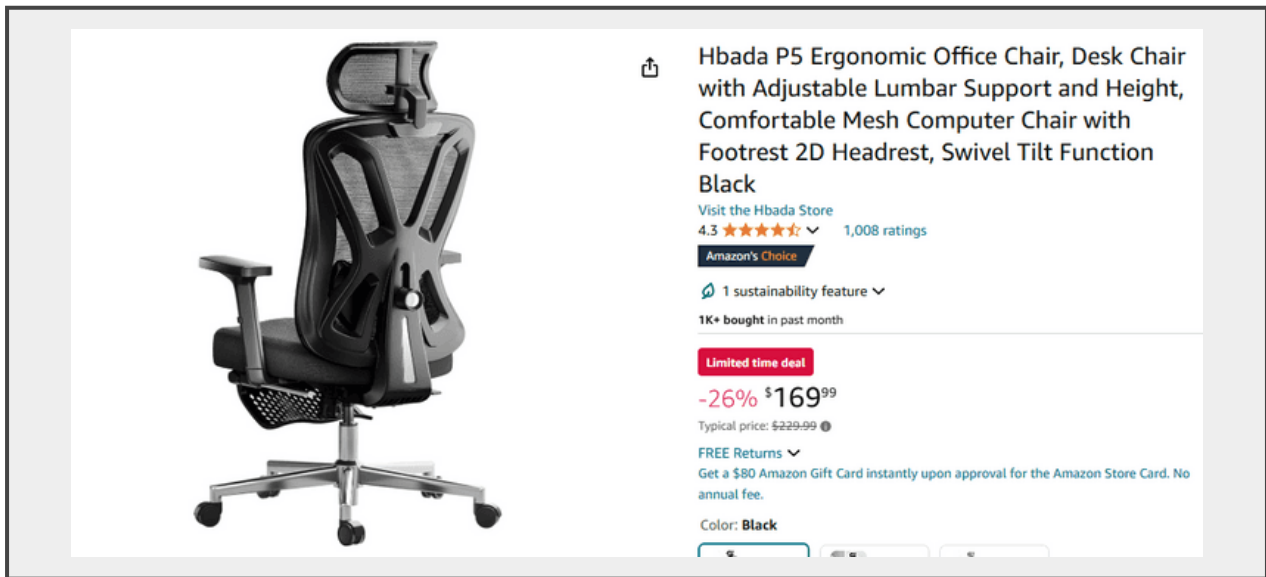 Hbada P5 Ergonomic Office Chair, Desk Chair
with Adjustable Lumbar Support and Height,
Comfortable Mesh Computer Chair with
Footrest 2D Headrest, Swivel Tilt Function
Black
Visit the Hbada Store
4.3 1,008 ratings
Amazon's Choice
1 sustainability feature
1K+ bought in past month
Limited time deal
-26% $16999
Typical price: $229.99
FREE Returns
Get a $80 Amazon Gift Card instantly upon approval for the Amazon Store Card. No
annual fee.
Color: Black